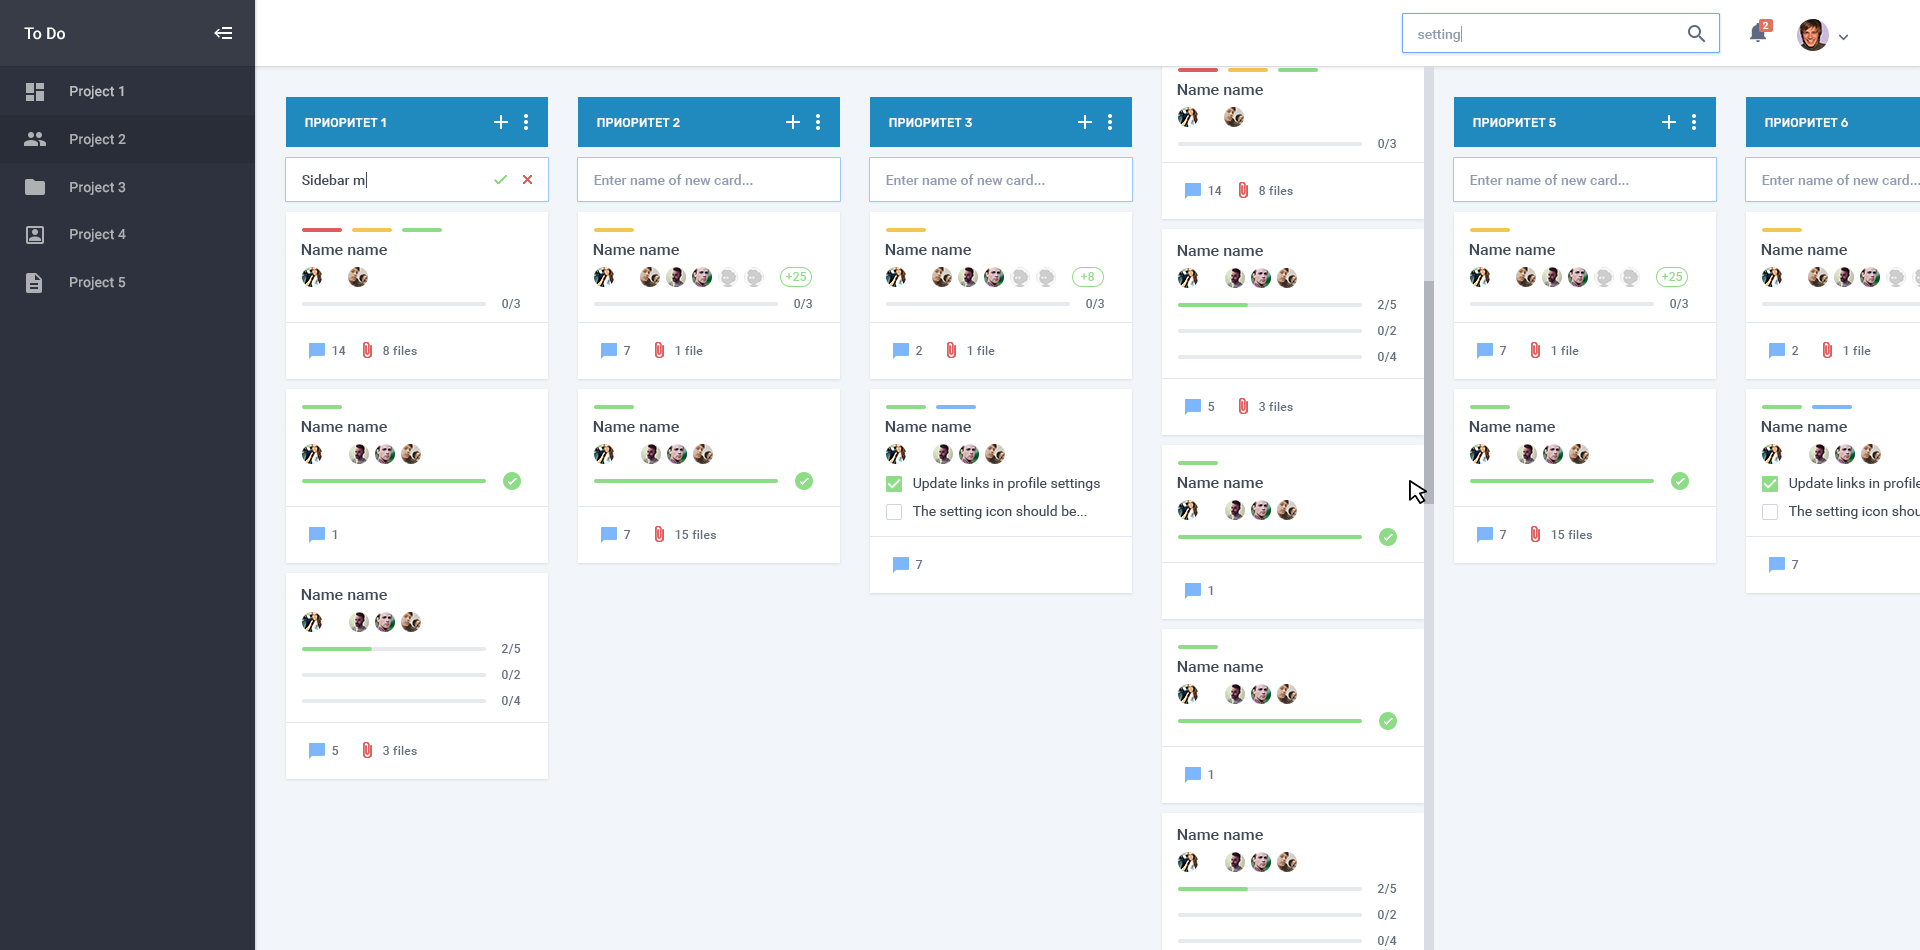 To Do
setting
2
Project 1
Project 2
Project 3
Project 4
Project 5
ПРИОРИТЕТ 1
Sidebar m
Name name
0/3
14
8 files
Name name
1
Name name
2/5
0/2
0/4
5
3 files
ПРИОРИТЕТ 2
Enter name of new card...
Name name
+25
0/3
7
1 file
Name name
7
15 files
ПРИОРИТЕТ 3
Enter name of new card...
Name name
+8
0/3
2
1 file
Name name
Update links in profile settings
The setting icon should be...
7
Name name
0/3
14
8 files
Name name
2/5
0/2
0/4
5
3 files
Name name
1
Name name
1
Name name
2/5
0/2
0/4
ПРИОРИТЕТ 5
Enter name of new card...
Name name
+25
0/3
7
1 file
Name name
7
15 files
ПРИОРИТЕТ 6
Enter name of new card...
Name name
2
1 file
Name name
Update links in profile
The setting icon shou
7